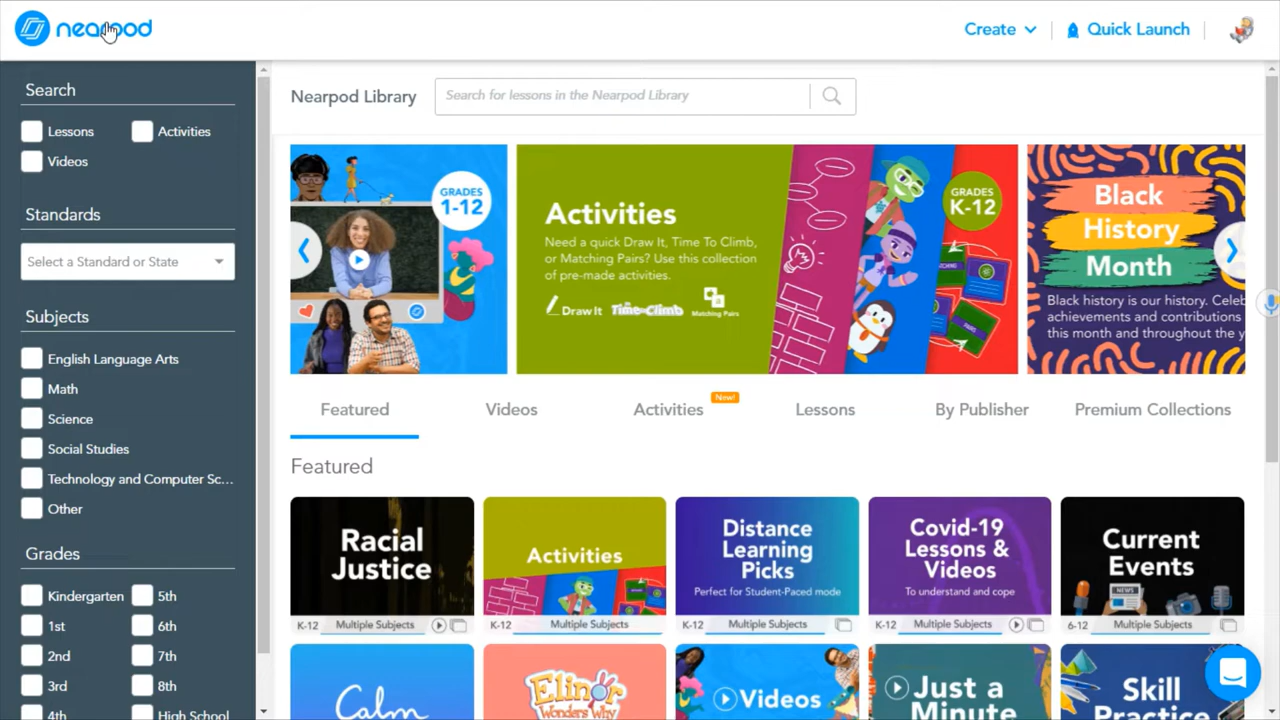 nearpod
Create
Quick Launch
Search
Lessons
Activities
Videos
Standards
Select a Standard or State
Subjects
English Language Arts
Math
Science
Social Studies
Technology and Computer Sc...
Other
Grades
Kindergarten
5th
1st
6th
2nd
7th
3rd
8th
4th
High School
Nearpod Library
Search for lessons in the Nearpod Library
GRADES
1-12
Activities
Need a quick Draw It, Time To Climb,
or Matching Pairs? Use this collection
of pre-made activities.
Draw It
Time to Climb
Matching Pairs
GRADES
K-12
Black
History
Month
Black history is our history. Celeb
achievements and contributions
this month and throughout the y
Featured
Videos
Activities
New!
Lessons
By Publisher
Premium Collections
Featured
Racial
Justice
K-12
Multiple Subjects
Activities
K-12
Multiple Subjects
Distance
Learning
Picks
Perfect for Student-Paced mode
K-12
Multiple Subjects
Covid-19
Lessons &
Videos
To understand and cope
K-12
Multiple Subjects
Current
Events
NEWS
6-12
Multiple Subjects
Calm
Elinor
Wonders Why
Videos
Just a
Minute
Skill
Practice